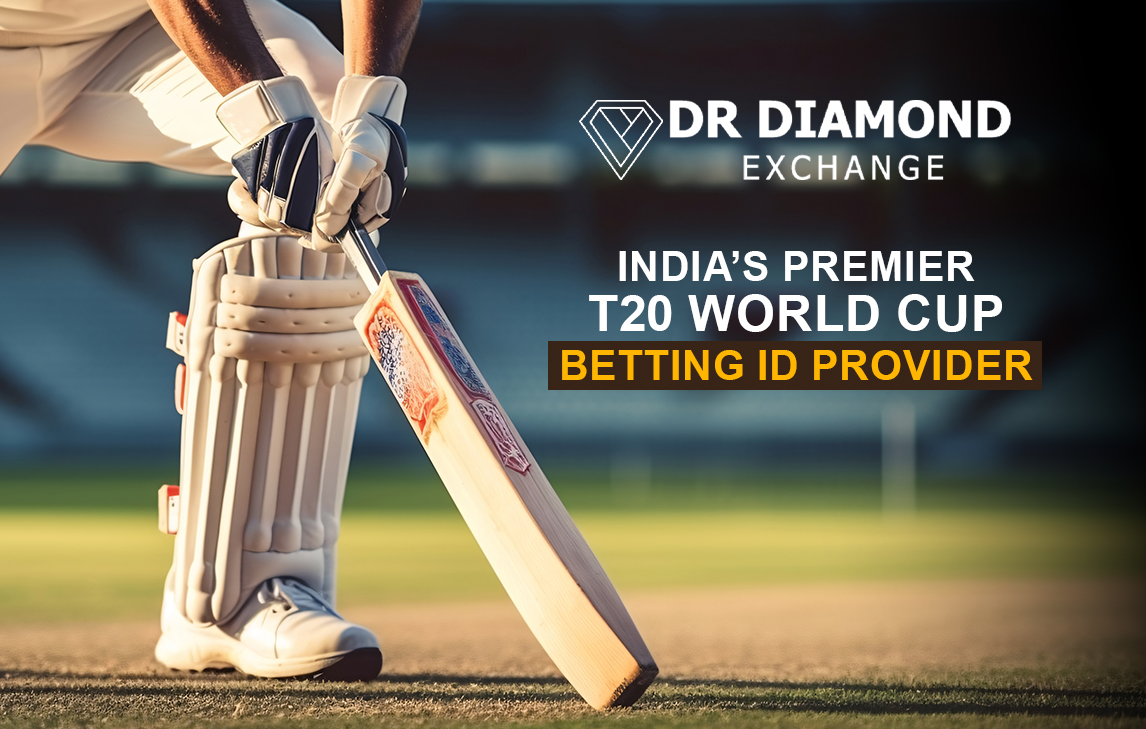 DR DIAMOND
EXCHANGE
INDIA’S PREMIER
T20 WORLD CUP
BETTING ID PROVIDER